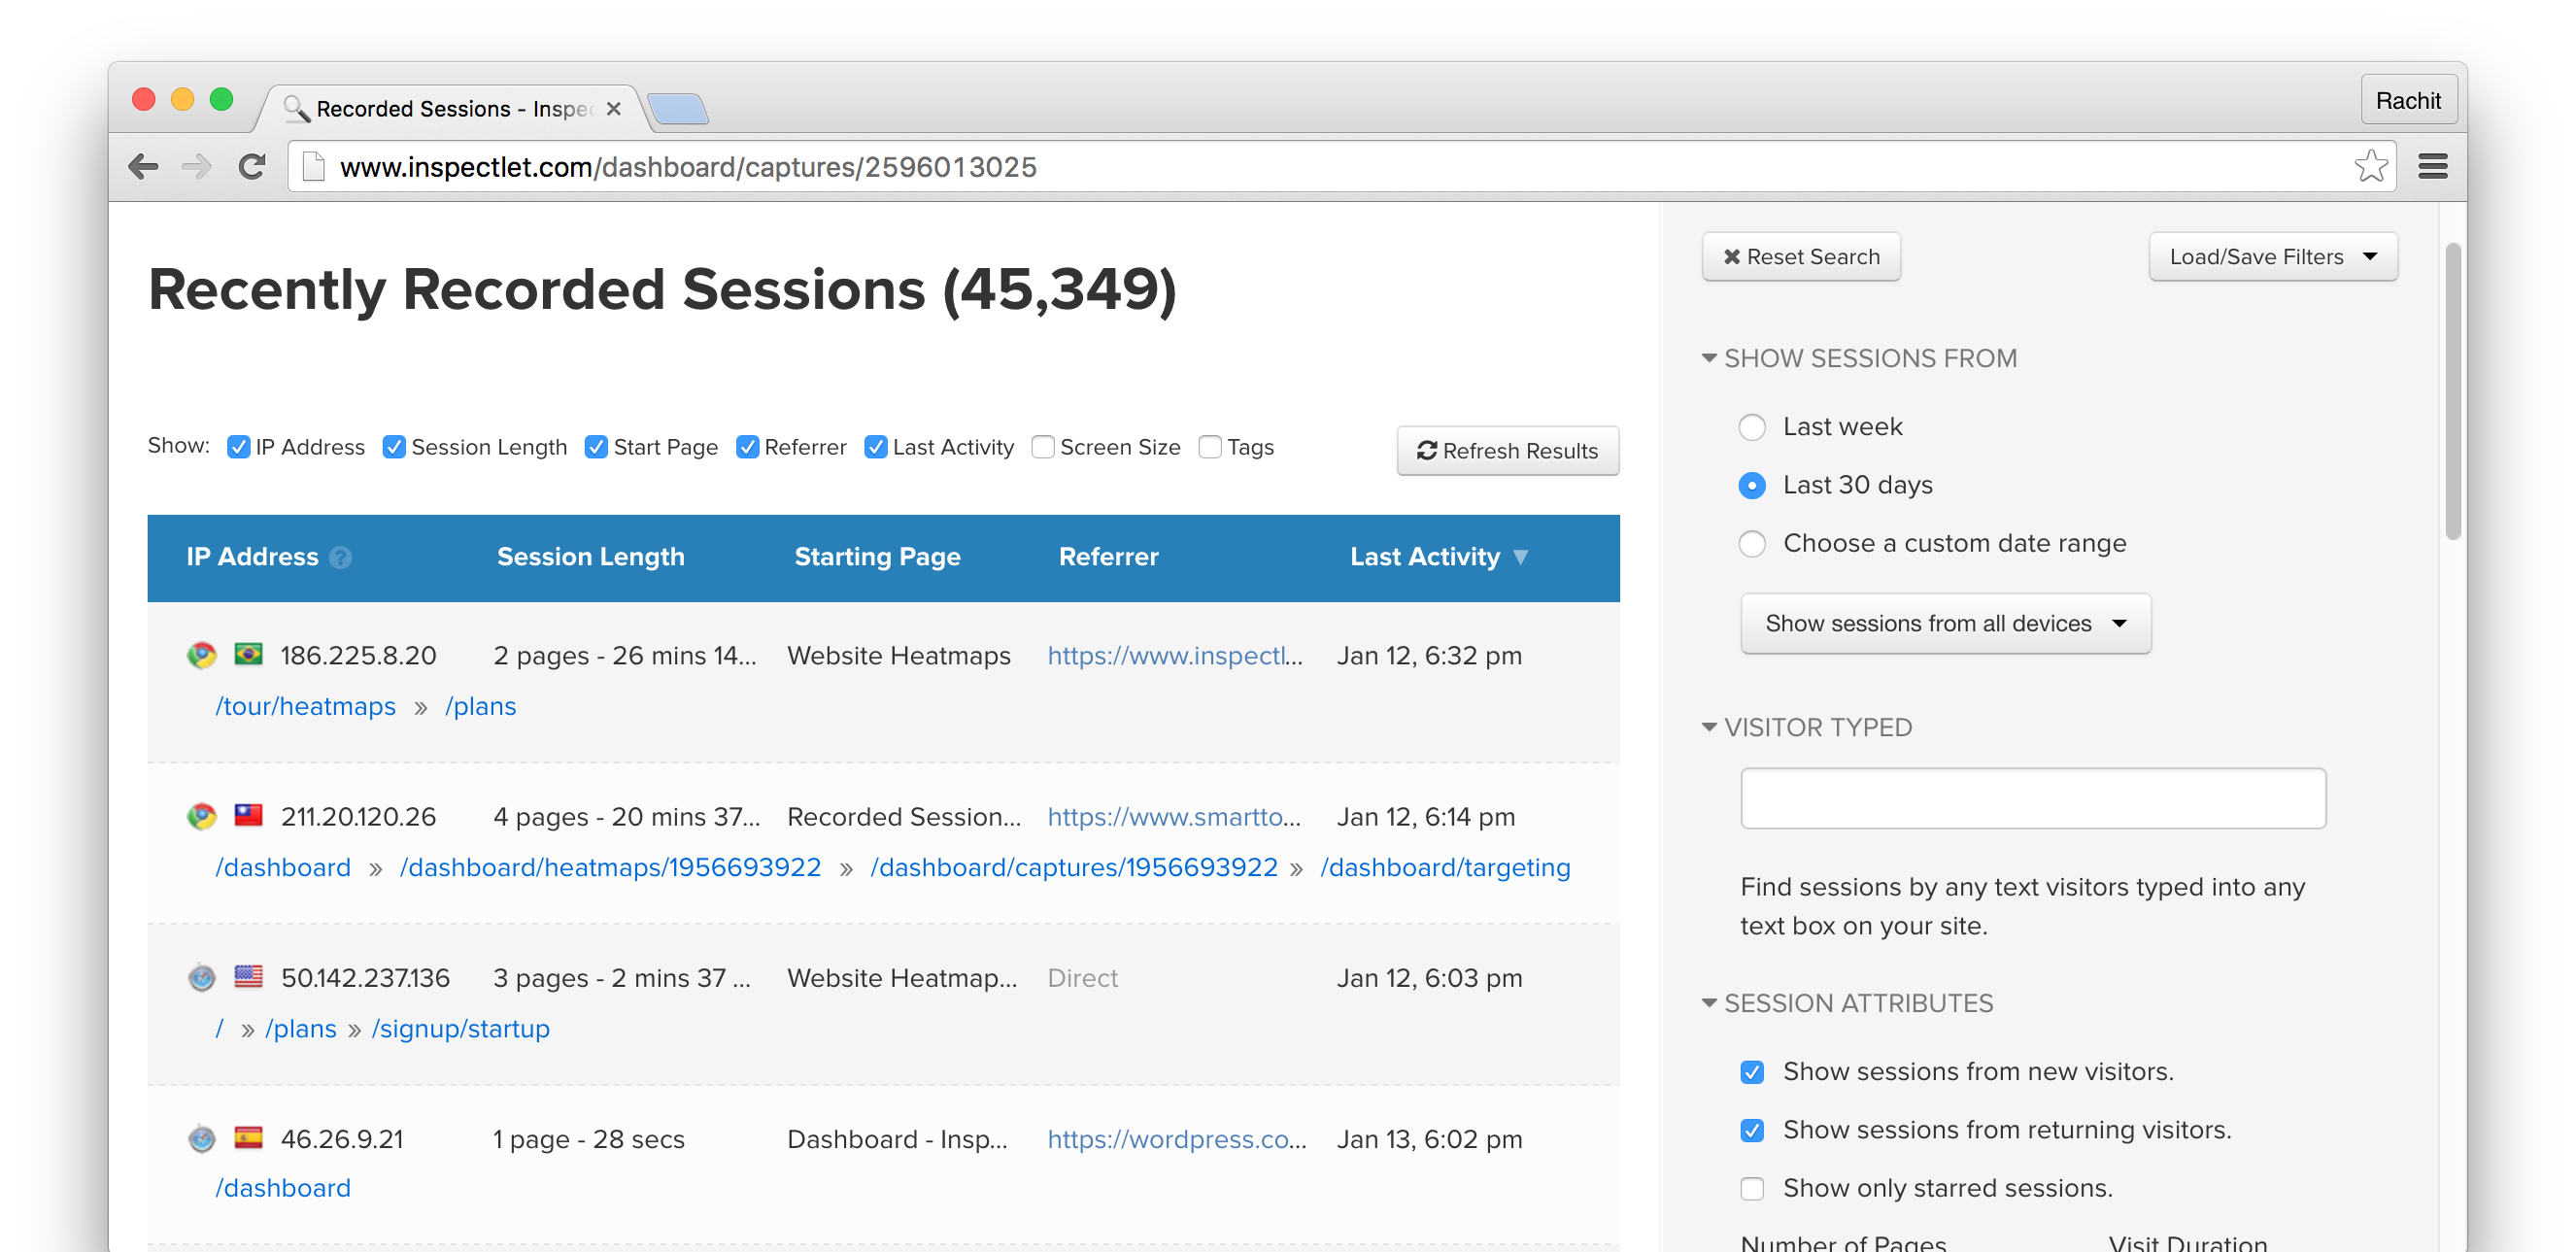 Recorded Sessions - Inspe
Rachit
www.inspectlet.com/dashboard/captures/2596013025
Recently Recorded Sessions (45,349)
Show: IP Address Session Length Start Page Referrer Last Activity Screen Size Tags
Refresh Results
IP Address ? Session Length Starting Page Referrer Last Activity ▼
186.225.8.20 2 pages - 26 mins 14... Website Heatmaps https://www.inspectl... Jan 12, 6:32 pm
/tour/heatmaps » /plans
211.20.120.26 4 pages - 20 mins 37... Recorded Session... https://www.smartto... Jan 12, 6:14 pm
/dashboard » /dashboard/heatmaps/1956693922 » /dashboard/captures/1956693922 » /dashboard/targeting
50.142.237.136 3 pages - 2 mins 37 ... Website Heatmap... Direct Jan 12, 6:03 pm
/ » /plans » /signup/startup
46.26.9.21 1 page - 28 secs Dashboard - Insp... https://wordpress.co... Jan 13, 6:02 pm
/dashboard
Reset Search
Load/Save Filters
SHOW SESSIONS FROM
Last week
Last 30 days
Choose a custom date range
Show sessions from all devices
VISITOR TYPED
Find sessions by any text visitors typed into any
text box on your site.
SESSION ATTRIBUTES
Show sessions from new visitors.
Show sessions from returning visitors.
Show only starred sessions.
Number of Pages Visit Duration